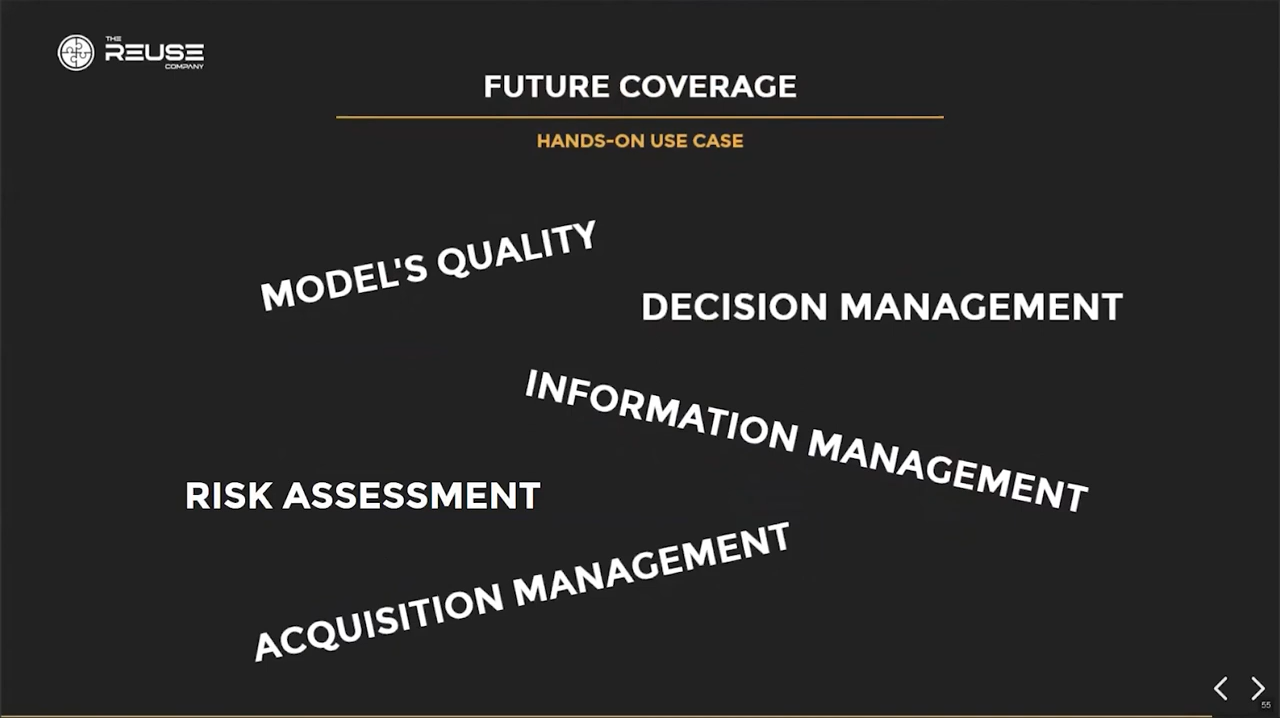 THE
REUSE
COMPANY
FUTURE COVERAGE
HANDS-ON USE CASE
MODEL'S QUALITY
DECISION MANAGEMENT
INFORMATION MANAGEMENT
RISK ASSESSMENT
ACQUISITION MANAGEMENT
55